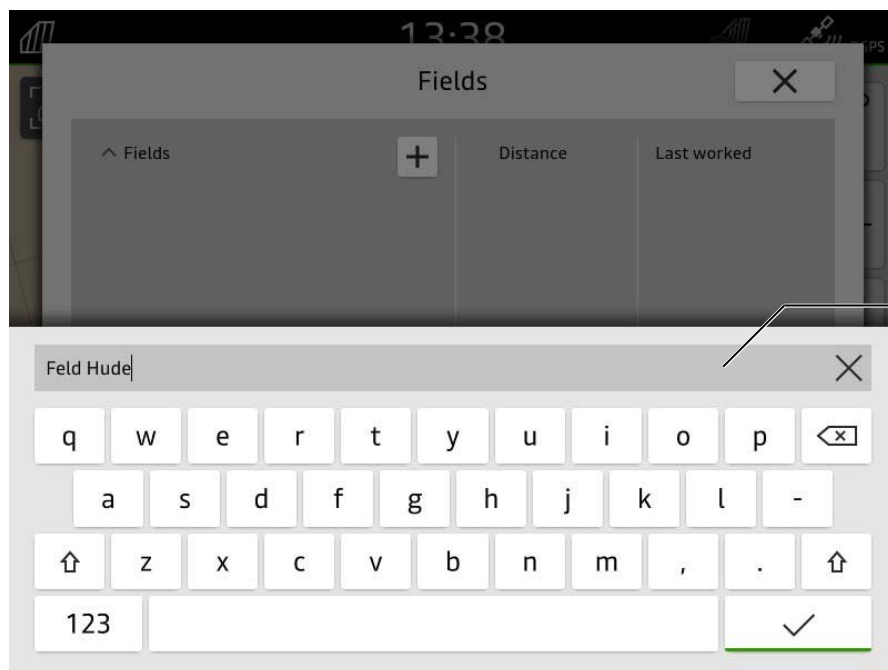 13:38
GPS
Fields
Fields Distance Last worked
Feld Hude
q w e r t y u i o p
a s d f g h j k l -
z x c v b n m , .
123